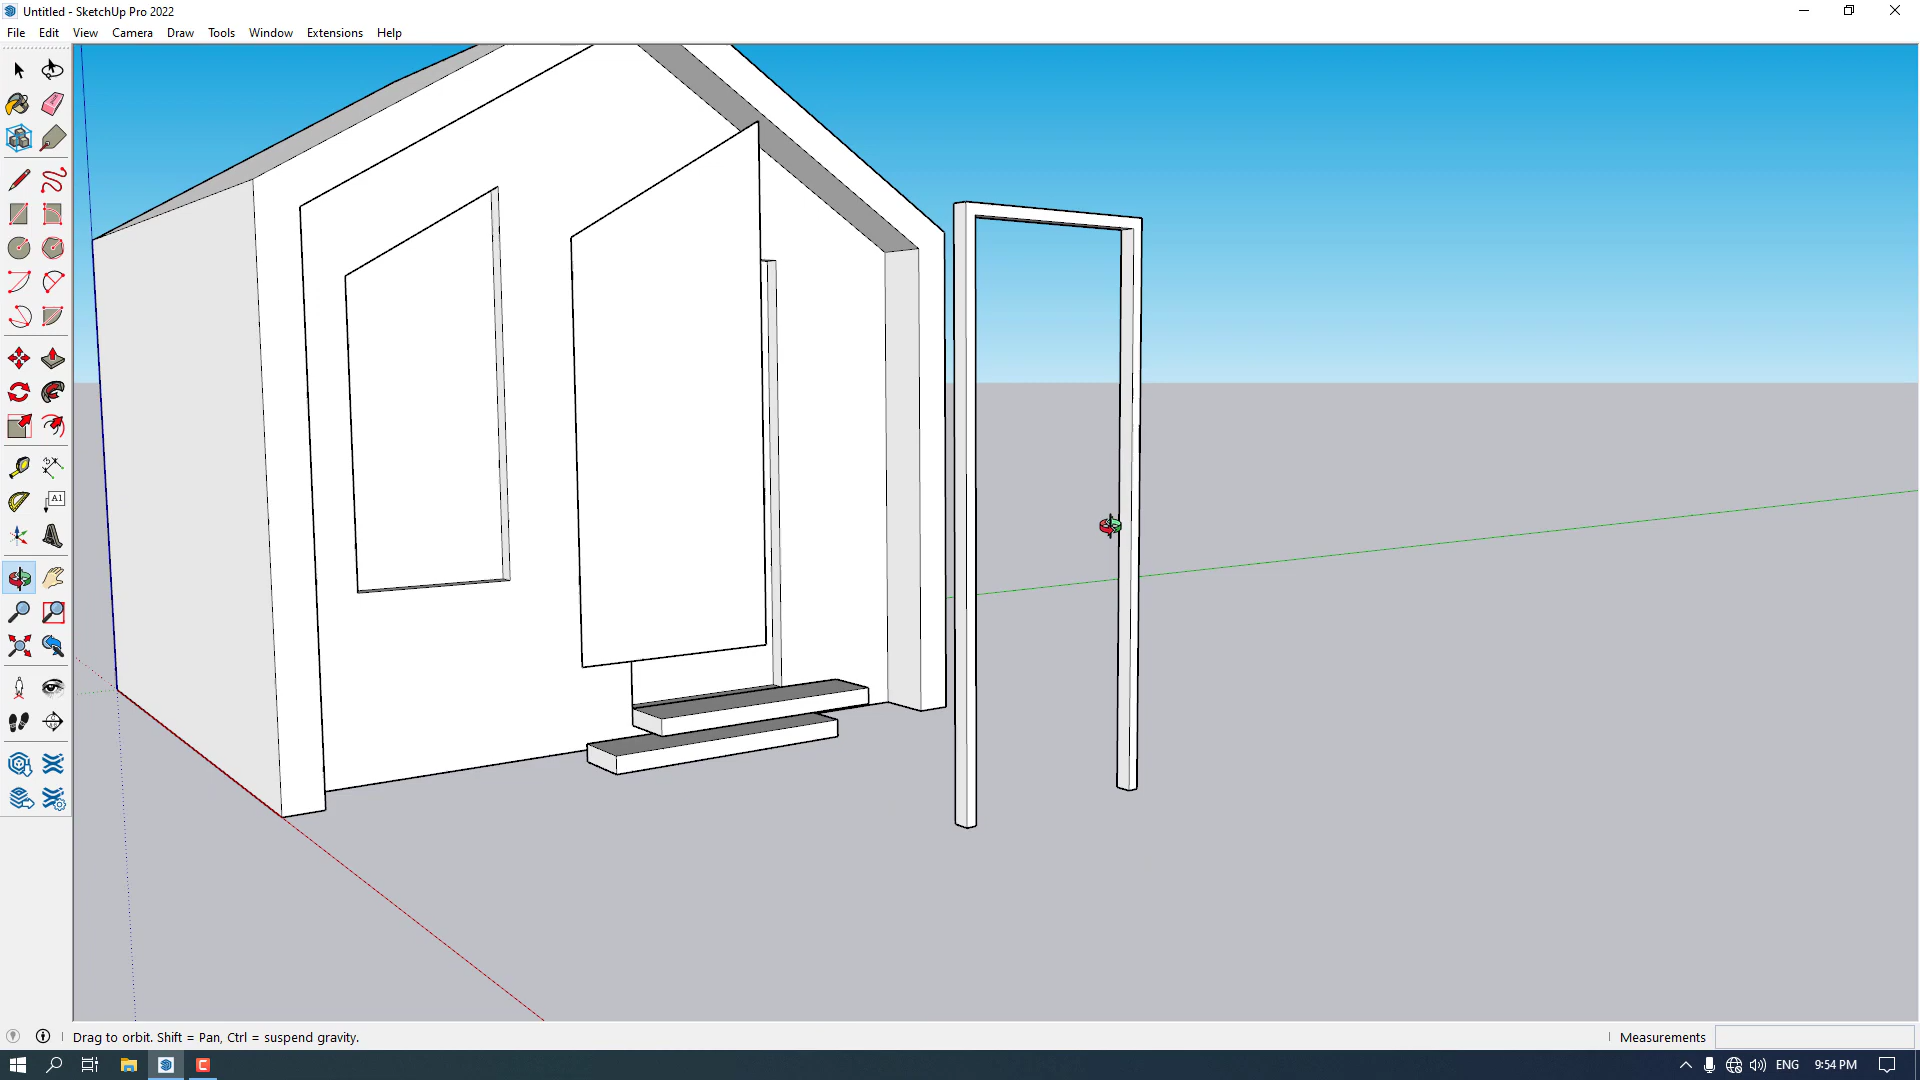 Untitled - SketchUp Pro 2022
File Edit View Camera Draw Tools Window Extensions Help
A1
Drag to orbit. Shift = Pan, Ctrl = suspend gravity.
Measurements
ENG
9:54 PM